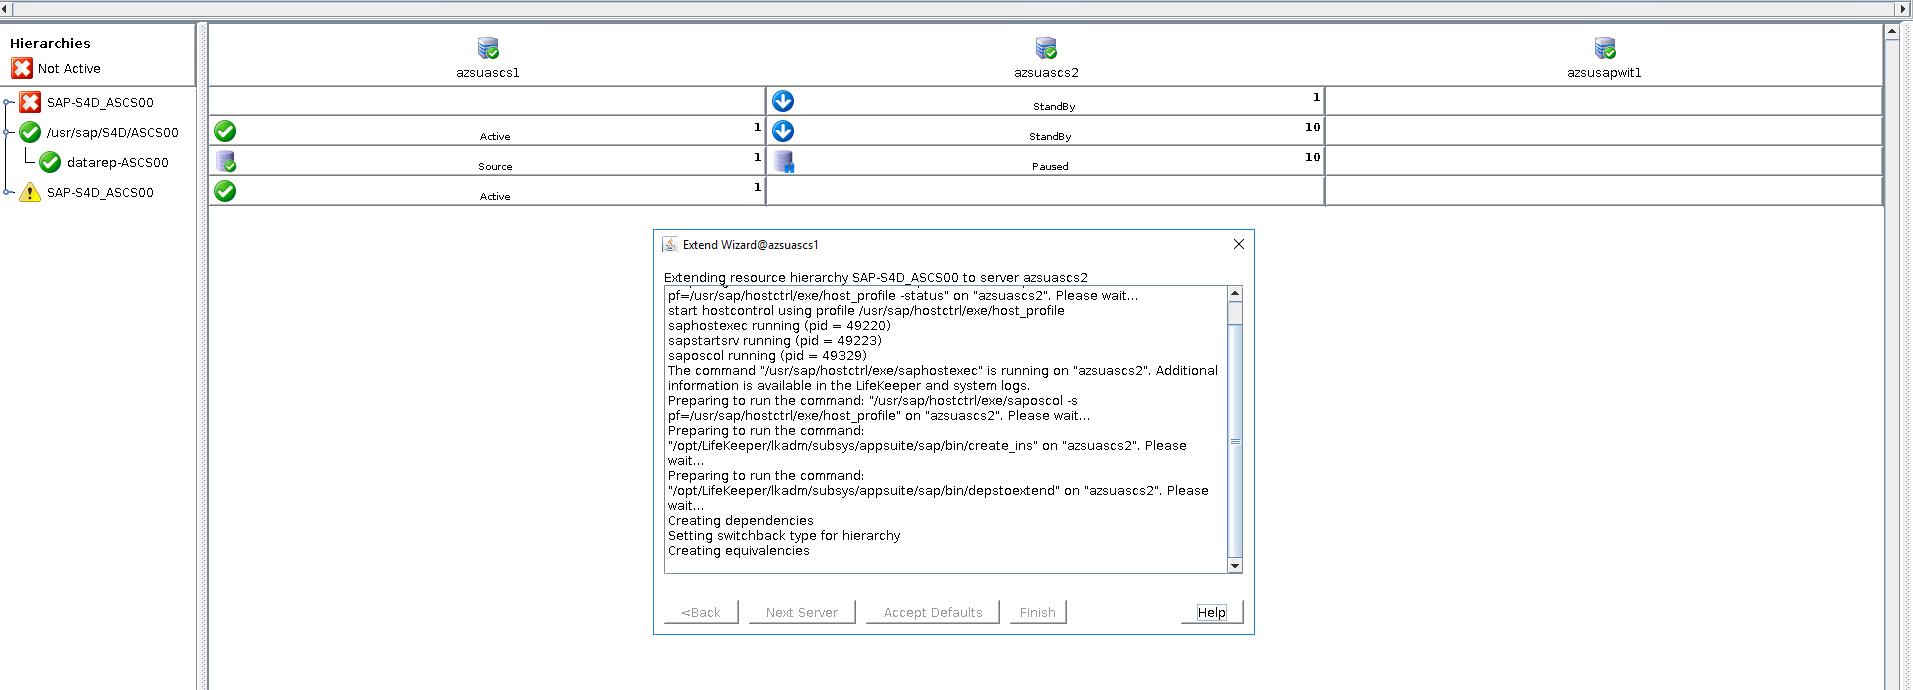 Hierarchies
Not Active
azsuascs1
azsuascs2
azsusapwit1
SAP-S4D_ASCS00
1
StandBy
/usr/sap/S4D/ASCS00
1
Active
10
StandBy
datarep-ASCS00
1
Source
10
Paused
SAP-S4D_ASCS00
1
Active
Extend Wizard@azsuascs1
Extending resource hierarchy SAP-S4D_ASCS00 to server azsuascs2
pf=/usr/sap/hostctrl/exe/host_profile -status" on "azsuascs2". Please wait...
start hostcontrol using profile /usr/sap/hostctrl/exe/host_profile
saphostexec running (pid = 49220)
sapstartsrv running (pid = 49223)
saposcol running (pid = 49329)
The command "/usr/sap/hostctrl/exe/saphostexec" is running on "azsuascs2". Additional
information is available in the LifeKeeper and system logs.
Preparing to run the command: "/usr/sap/hostctrl/exe/saposcol -s
pf=/usr/sap/hostctrl/exe/host_profile" on "azsuascs2". Please wait...
Preparing to run the command:
"/opt/LifeKeeper/lkadm/subsys/appsuite/sap/bin/create_ins" on "azsuascs2". Please
wait...
Preparing to run the command:
"/opt/LifeKeeper/lkadm/subsys/appsuite/sap/bin/depstoextend" on "azsuascs2". Please
wait...
Creating dependencies
Setting switchback type for hierarchy
Creating equivalencies
<Back
Next Server
Accept Defaults
Finish
Help